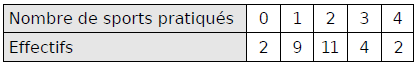 Nombre de sports pratiqués 0 1 2 3 4
Effectifs 2 9 11 4 2